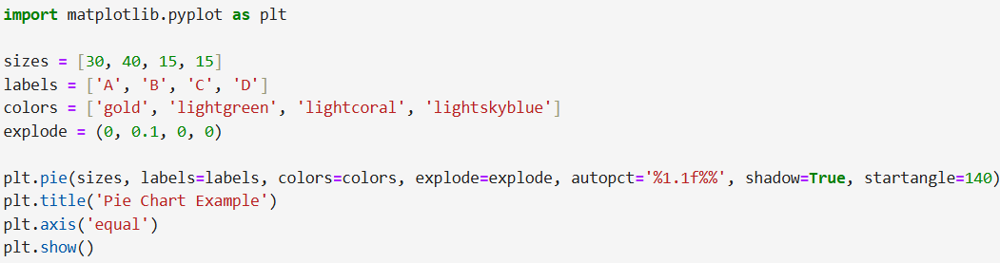 import matplotlib.pyplot as plt
sizes = [30, 40, 15, 15]
labels = ['A', 'B', 'C', 'D']
colors = ['gold', 'lightgreen', 'lightcoral', 'lightskyblue']
explode = (0, 0.1, 0, 0)
plt.pie(sizes, labels=labels, colors=colors, explode=explode, autopct='%1.1f%%', shadow=True, startangle=140)
plt.title('Pie Chart Example')
plt.axis('equal')
plt.show()